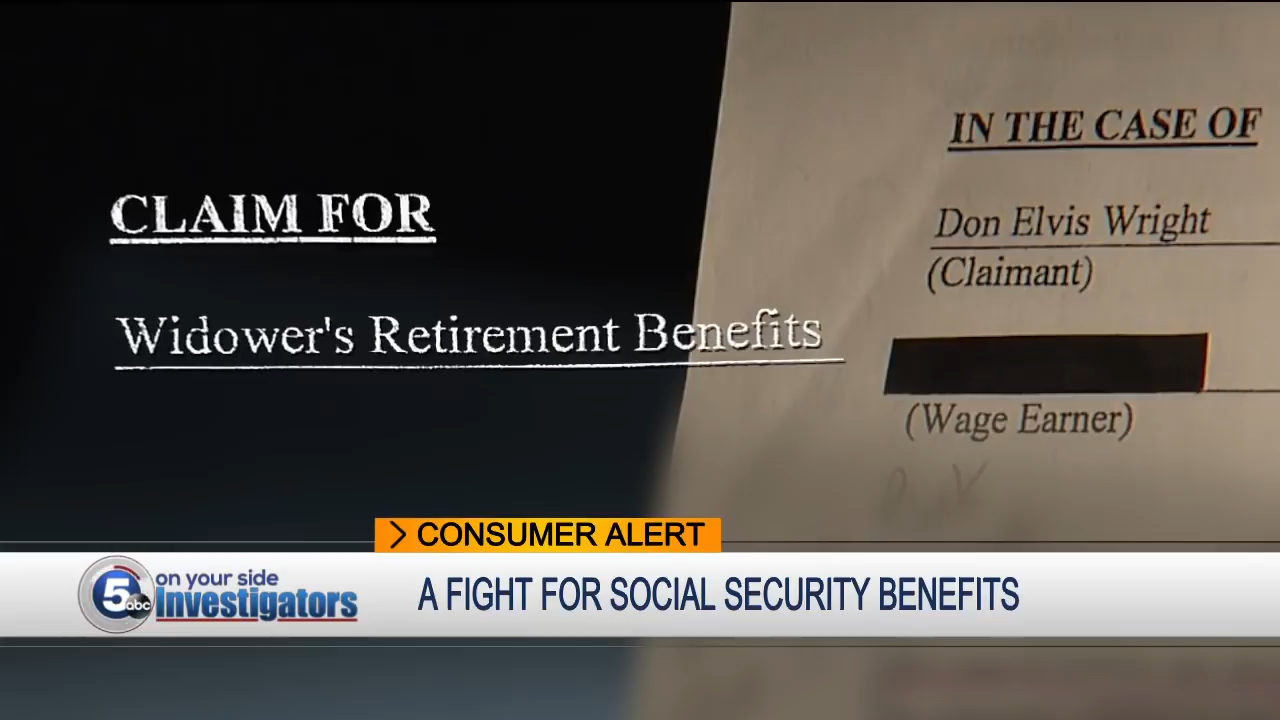 CLAIM FOR
Widower's Retirement Benefits
IN THE CASE OF
Don Elvis Wright
(Claimant)
(Wage Earner)
> CONSUMER ALERT
5 abc
on your side
Investigators
A FIGHT FOR SOCIAL SECURITY BENEFITS